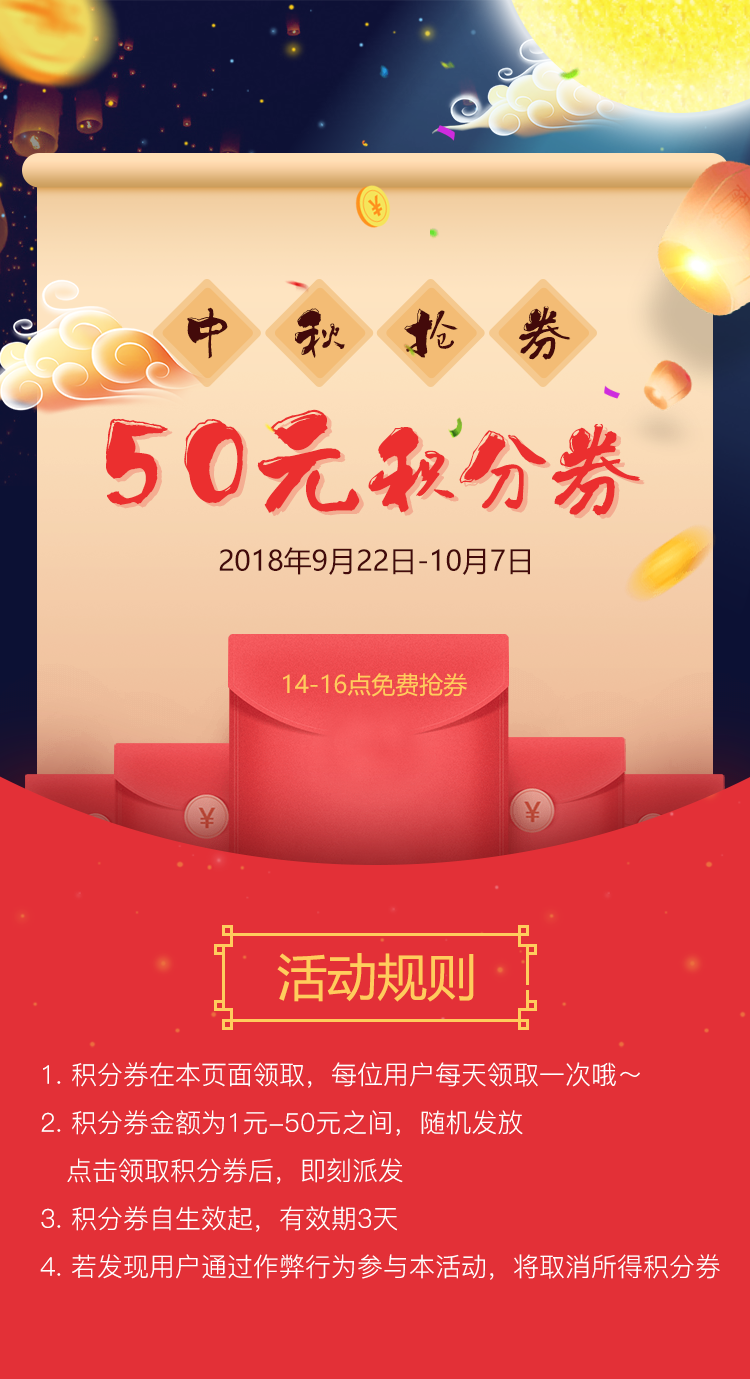 中秋抢券
50元积分券
2018年9月22日-10月7日
14-16点免费抢券
¥
¥
¥
活动规则
1. 积分券在本页面领取，每位用户每天领取一次哦～
2. 积分券金额为1元-50元之间，随机发放
点击领取积分券后，即刻派发
3. 积分券自生效起，有效期3天
4. 若发现用户通过作弊行为参与本活动，将取消所得积分券